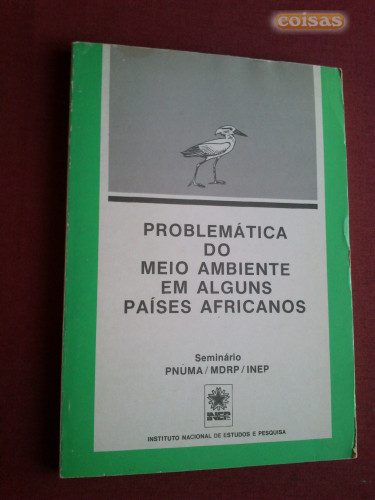 coisas
PROBLEMÁTICA
DO
MEIO AMBIENTE
EM ALGUNS
PAÍSES AFRICANOS
Seminário
PNUMA/MDRP/INEP
INEP
INSTITUTO NACIONAL DE ESTUDOS E PESQUISA